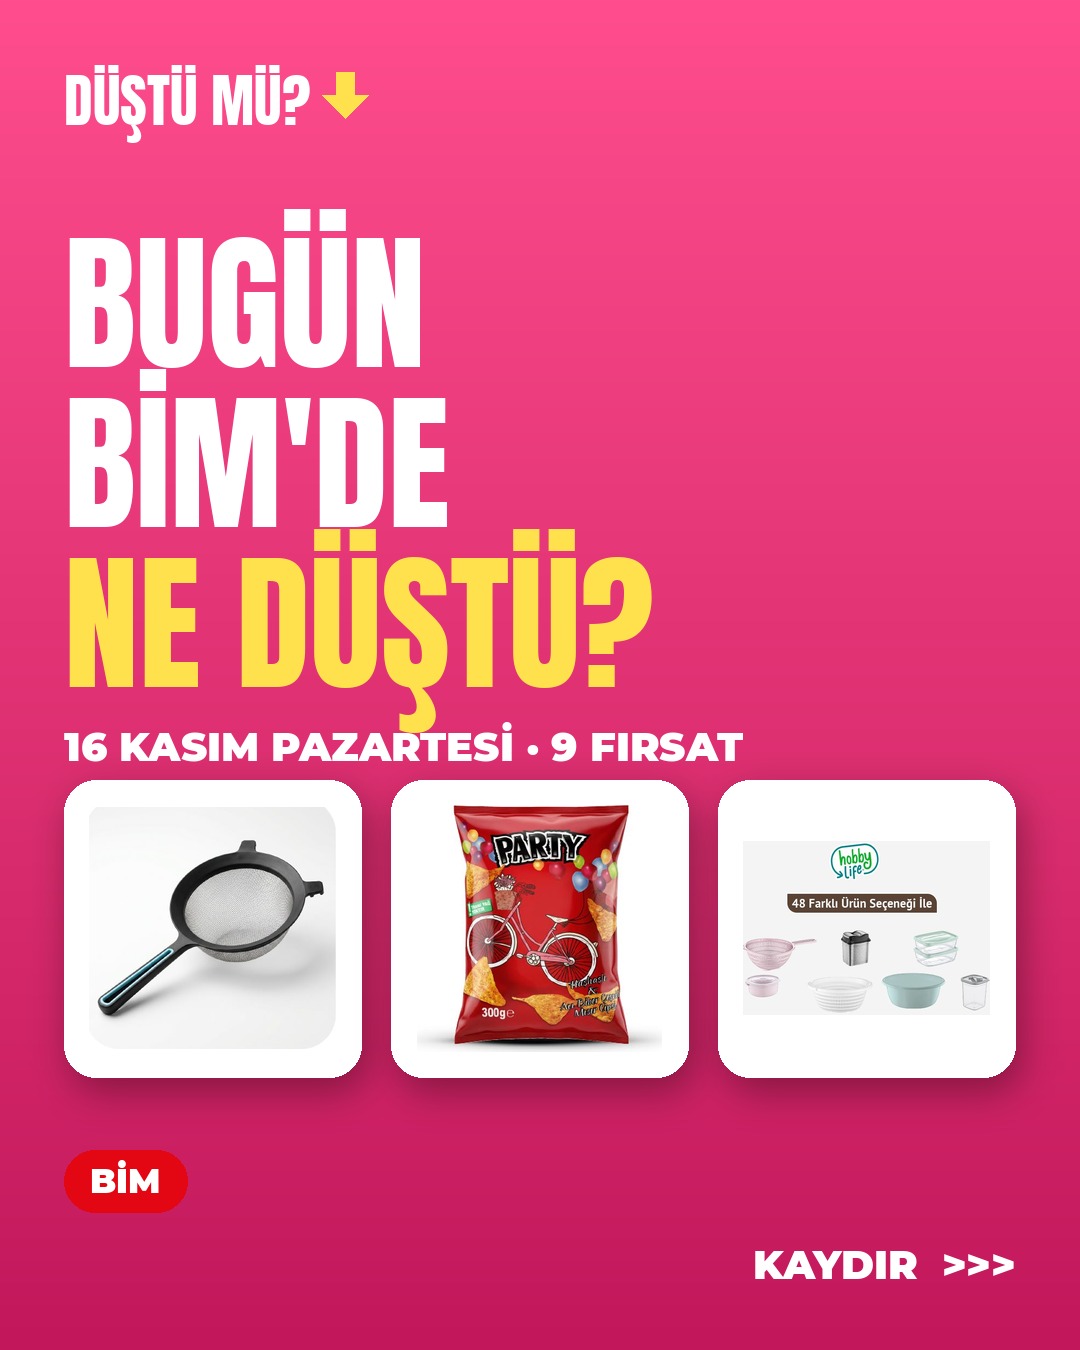 DÜŞTÜ MÜ?
BUGÜN
BİM'DE
NE DÜŞTÜ?
16 KASIM PAZARTESİ • 9 FIRSAT
PARTY
300g℮
hobby
life
48 Farklı Ürün Seçeneği İle
BİM
KAYDIR >>>